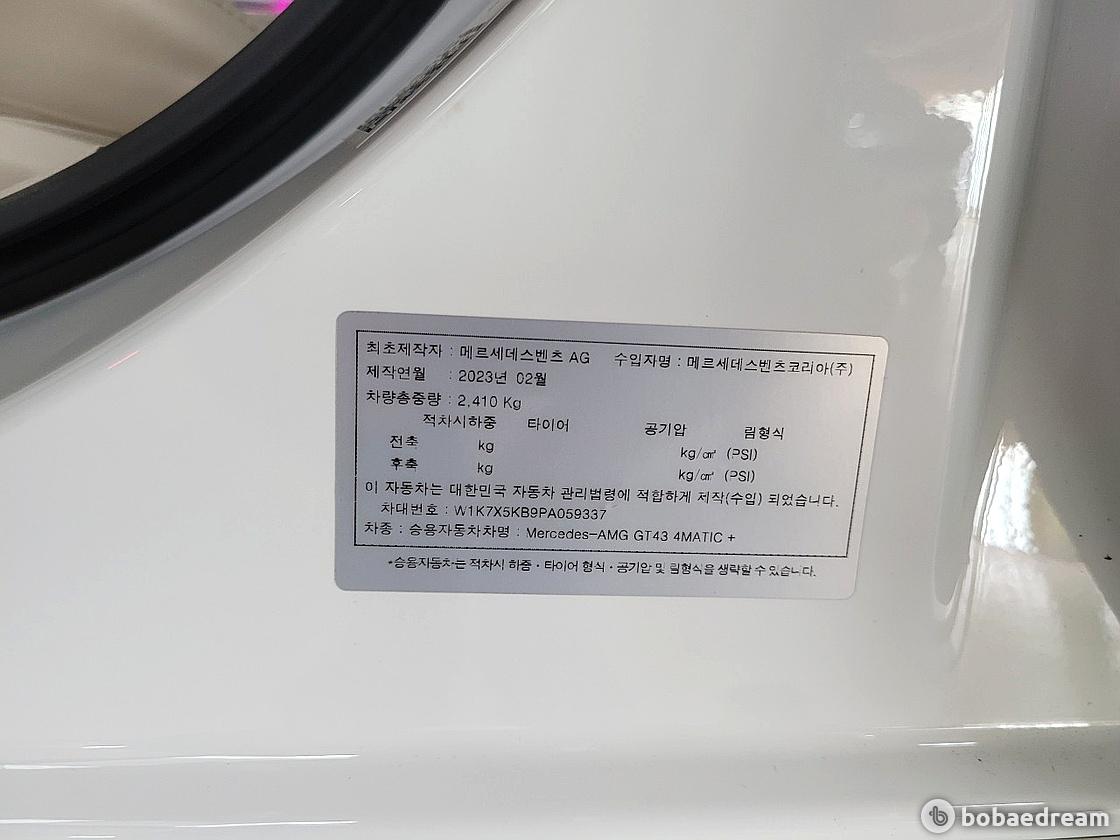 최초제작자 : 메르세데스벤츠 AG 수입자명 : 메르세데스벤츠코리아(주)
제작연월 : 2023년 02월
차량총중량 : 2,410 Kg
적차시하중 타이어 공기압 림형식
전축 kg kg/㎠ (PSI)
후축 kg kg/㎠ (PSI)
이 자동차는 대한민국 자동차 관리법령에 적합하게 제작(수입) 되었습니다.
차대번호 : W1K7X5KB9PA059337
차종 : 승용자동차차명 : Mercedes-AMG GT43 4MATIC +
*승용자동차는 적차시 하중·타이어 형식·공기압 및 림형식을 생략할 수 있습니다.
bobaedream